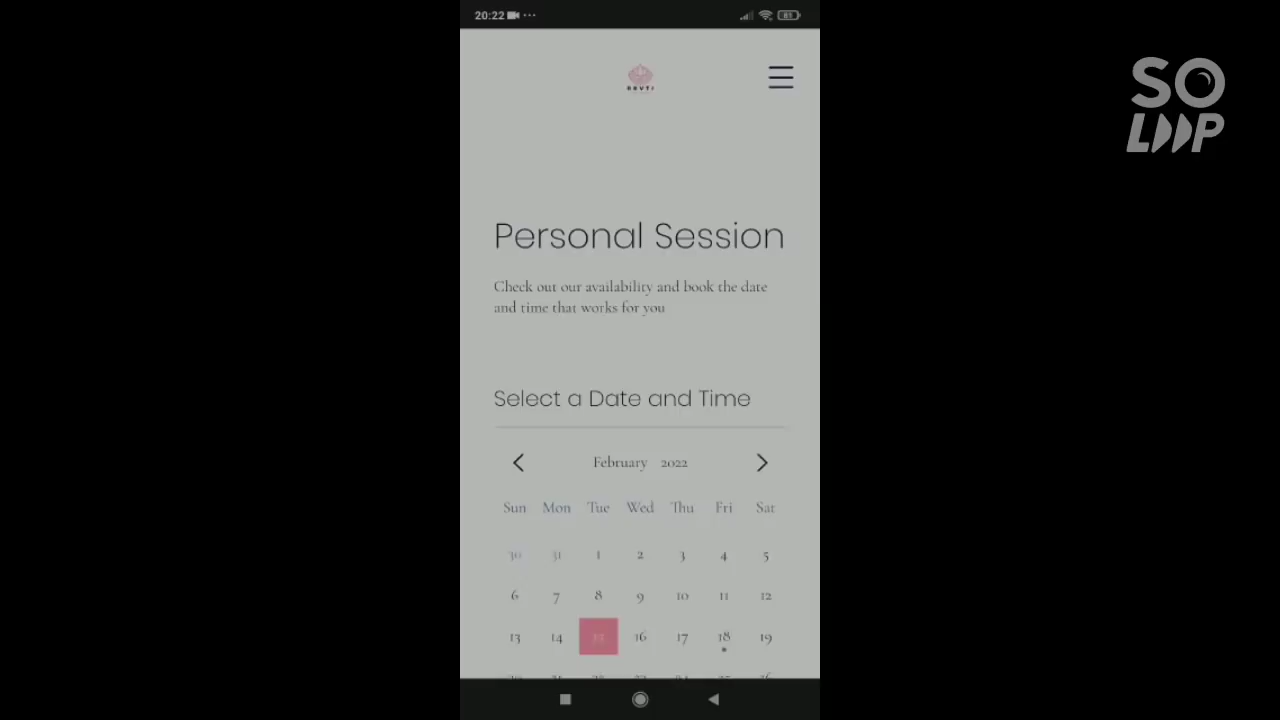 20:22
81
SO
LOOP
Personal Session
Check out our availability and book the date
and time that works for you
Select a Date and Time
February 2022
Sun Mon Tue Wed Thu Fri Sat
30 31 1 2 3 4 5
6 7 8 9 10 11 12
13 14 15 16 17 18 19